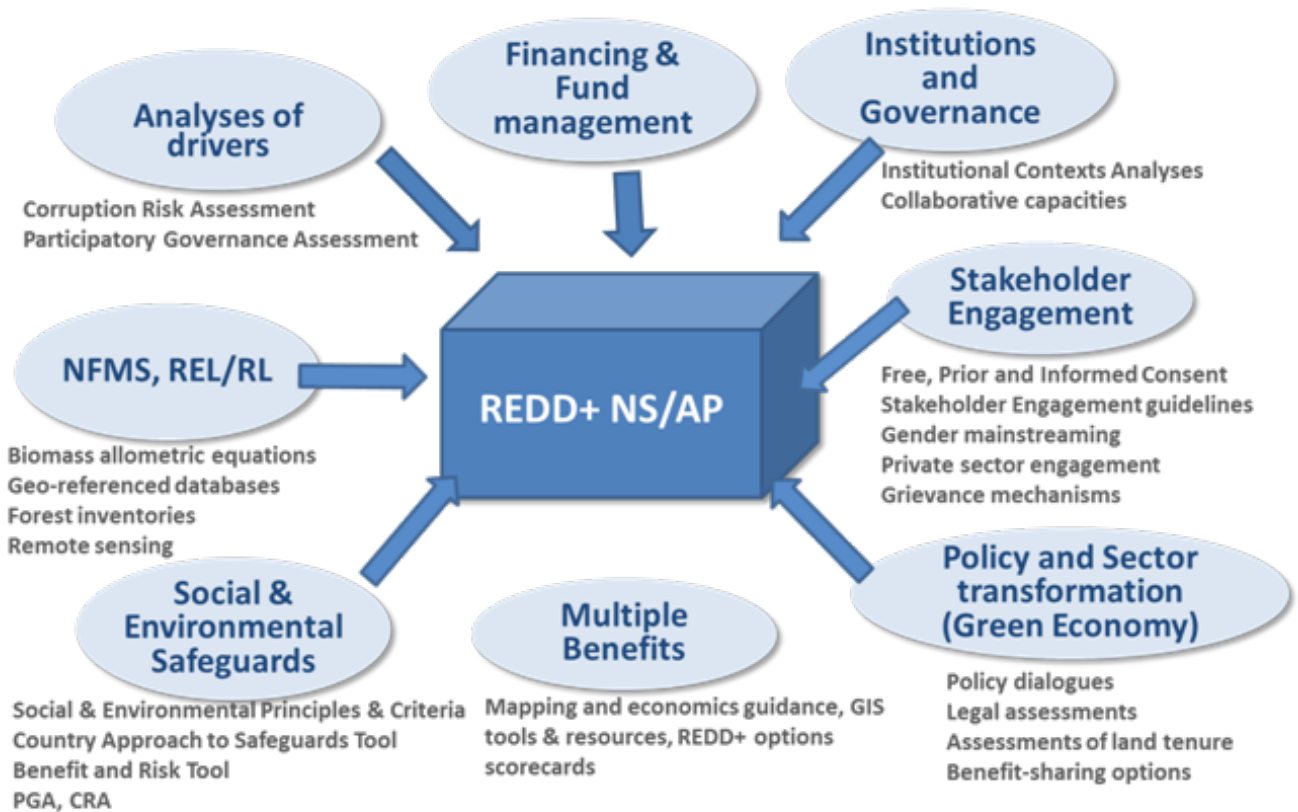 Analyses of
drivers
Corruption Risk Assessment
Participatory Governance Assessment
Financing &
Fund
management
Institutions
and
Governance
Institutional Contexts Analyses
Collaborative capacities
Stakeholder
Engagement
Free, Prior and Informed Consent
Stakeholder Engagement guidelines
Gender mainstreaming
Private sector engagement
Grievance mechanisms
NFMS, REL/RL
Biomass allometric equations
Geo-referenced databases
Forest inventories
Remote sensing
REDD+ NS/AP
Social &
Environmental
Safeguards
Social & Environmental Principles & Criteria
Country Approach to Safeguards Tool
Benefit and Risk Tool
PGA, CRA
Multiple
Benefits
Mapping and economics guidance, GIS
tools & resources, REDD+ options
scorecards
Policy and Sector
transformation
(Green Economy)
Policy dialogues
Legal assessments
Assessments of land tenure
Benefit-sharing options